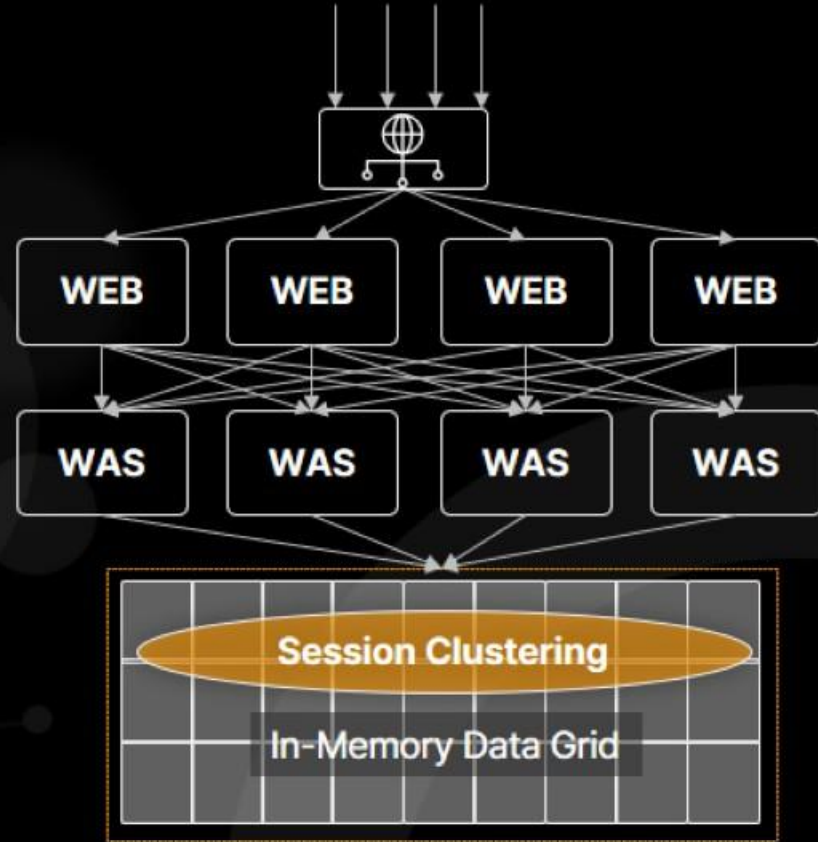 WEB WEB WEB WEB
WAS WAS WAS WAS
Session Clustering
In-Memory Data Grid